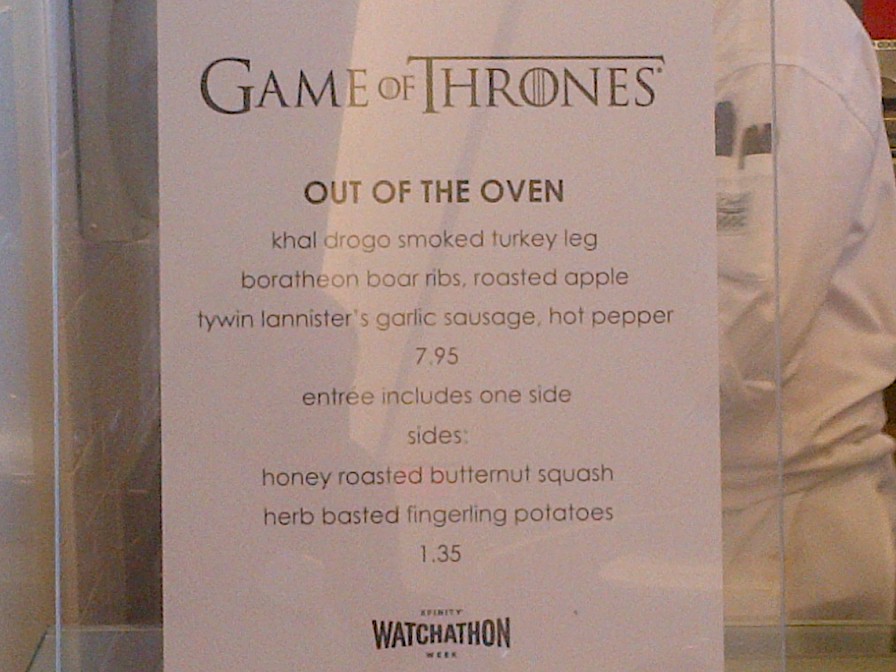 GAME OF THRONES
OUT OF THE OVEN
khal drogo smoked turkey leg
boratheon boar ribs, roasted apple
tywin lannister's garlic sausage, hot pepper
7.95
entrée includes one side
sides:
honey roasted butternut squash
herb basted fingerling potatoes
1.35
XFINITY
WATCHATHON
WEEK